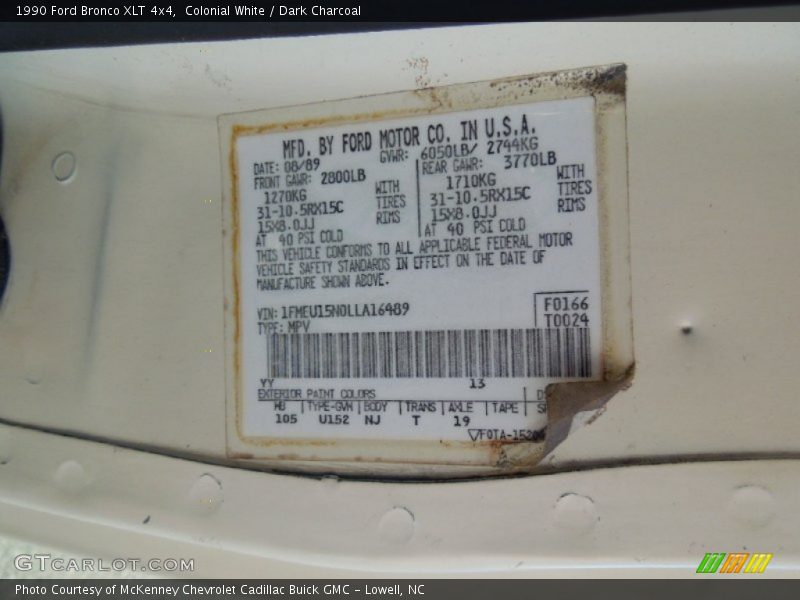 1990 Ford Bronco XLT 4x4, Colonial White / Dark Charcoal
MFD. BY FORD MOTOR CO. IN U.S.A.
DATE: 08/89 GVWR: 6050LB/ 2744KG
FRONT GAWR: 2800LB REAR GAWR: 3770LB
1270KG WITH 1710KG WITH
31-10.5RX15C TIRES 31-10.5RX15C TIRES
15X8.0JJ RIMS 15X8.0JJ RIMS
AT 40 PSI COLD AT 40 PSI COLD
THIS VEHICLE CONFORMS TO ALL APPLICABLE FEDERAL MOTOR
VEHICLE SAFETY STANDARDS IN EFFECT ON THE DATE OF
MANUFACTURE SHOWN ABOVE.
VIN: 1FMEU15N0LLA16489 F0166
TYPE: MPV T0024
YY 13
EXTERIOR PAINT COLORS
WB TYPE-GVW BODY TRANS AXLE TAPE
105 U152 NJ T 19
GTCARLOT.COM
Photo Courtesy of McKenney Chevrolet Cadillac Buick GMC - Lowell, NC